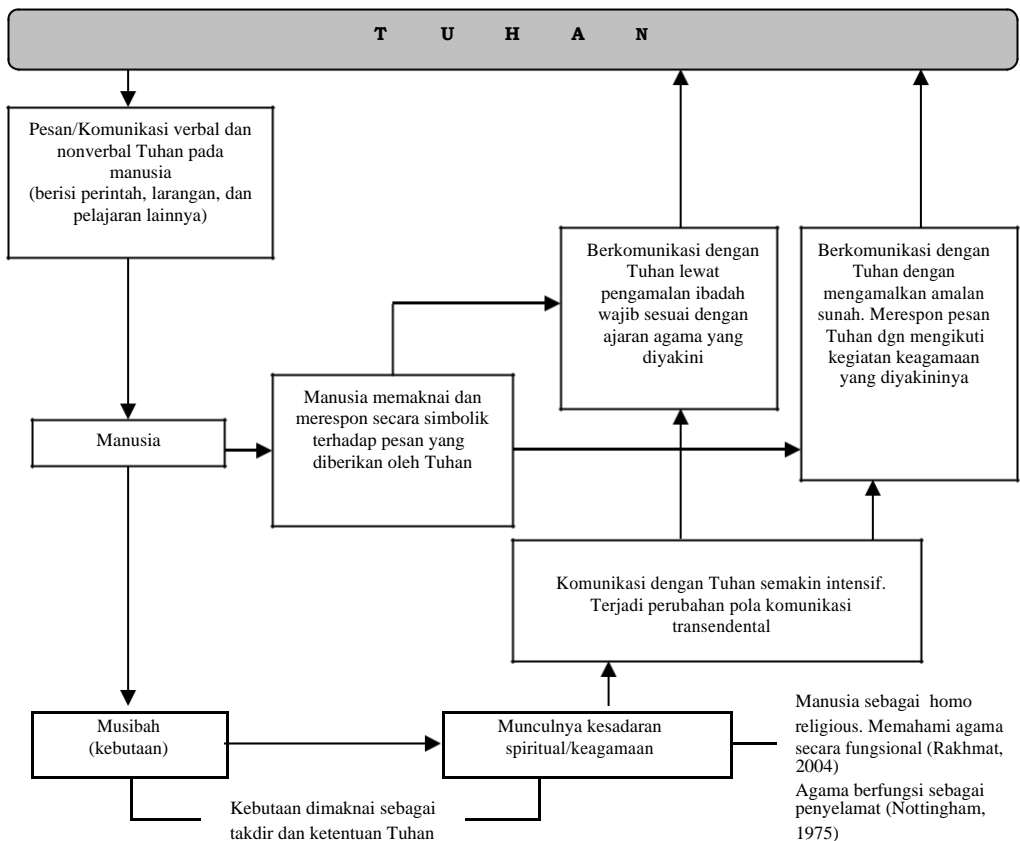 T U H A N
Pesan/Komunikasi verbal dan
nonverbal Tuhan pada
manusia
(berisi perintah, larangan, dan
pelajaran lainnya)
Berkomunikasi dengan
Tuhan lewat
pengamalan ibadah
wajib sesuai dengan
ajaran agama yang
diyakini
Berkomunikasi dengan
Tuhan dengan
mengamalkan amalan
sunah. Merespon pesan
Tuhan dgn mengikuti
kegiatan keagamaan
yang diyakininya
Manusia
Manusia memaknai dan
merespon secara simbolik
terhadap pesan yang
diberikan oleh Tuhan
Komunikasi dengan Tuhan semakin intensif.
Terjadi perubahan pola komunikasi
transendental
Musibah
(kebutaan)
Munculnya kesadaran
spiritual/keagamaan
Manusia sebagai homo
religious. Memahami agama
secara fungsional (Rakhmat,
2004)
Agama berfungsi sebagai
penyelamat (Nottingham,
1975)
Kebutaan dimaknai sebagai
takdir dan ketentuan Tuhan